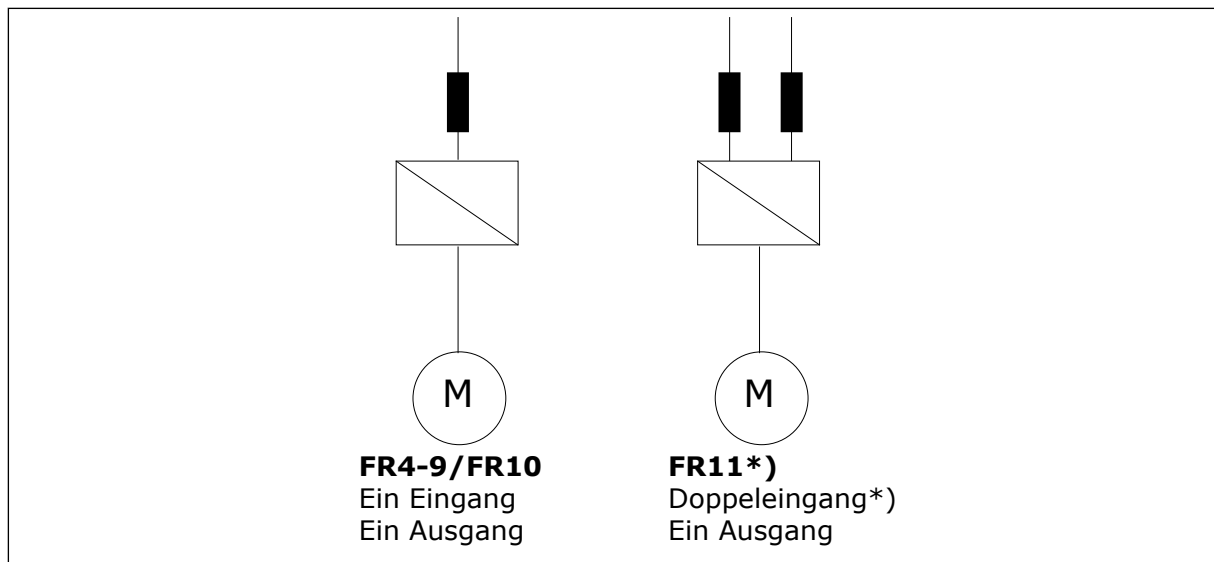 M
M
FR4-9/FR10
Ein Eingang
Ein Ausgang
FR11*)
Doppeleingang*)
Ein Ausgang